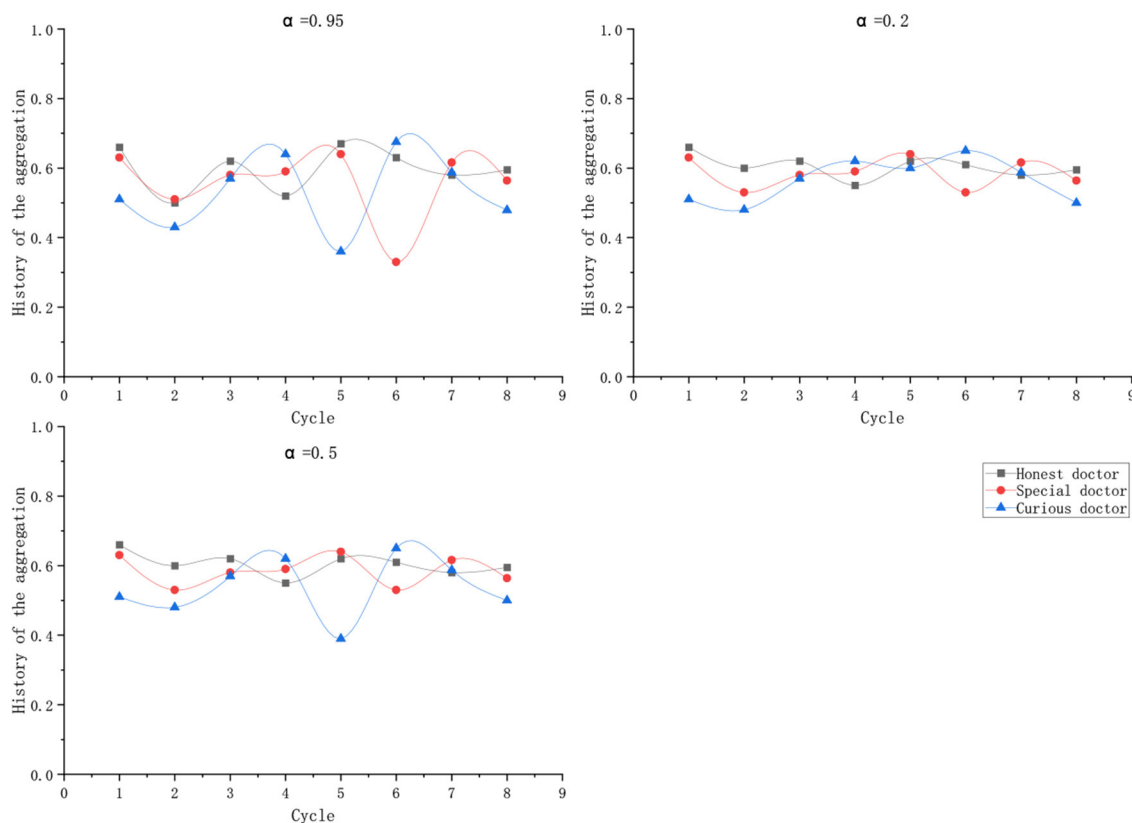 α =0.95
1.0
0.8
0.6
0.4
0.2
0.0
History of the aggregation
0 1 2 3 4 5 6 7 8 9
Cycle
α =0.2
1.0
0.8
0.6
0.4
0.2
0.0
History of the aggregation
0 1 2 3 4 5 6 7 8 9
Cycle
α =0.5
1.0
0.8
0.6
0.4
0.2
0.0
History of the aggregation
0 1 2 3 4 5 6 7 8 9
Cycle
Honest doctor
Special doctor
Curious doctor